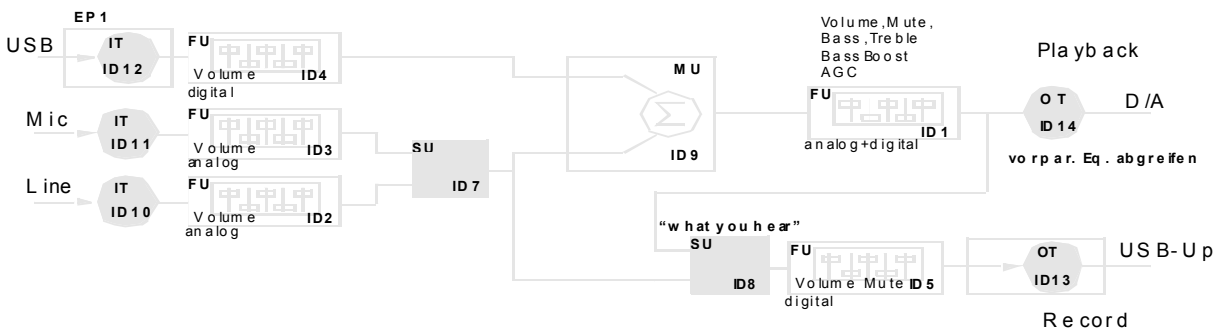 EP1
USB
IT
ID12
FU
Volume
ID4
digital
Mic
IT
ID11
FU
Volume
ID3
analog
Line
IT
ID10
FU
Volume
ID2
analog
SU
ID7
MU
ID9
Volume,Mute,
Bass,Treble
BassBoost
AGC
FU
ID1
analog+digital
Playback
OT
ID14
D/A
vorpar. Eq. abgreifen
“what you hear”
SU
ID8
FU
Volume Mute ID5
digital
OT
ID13
USB-Up
Record